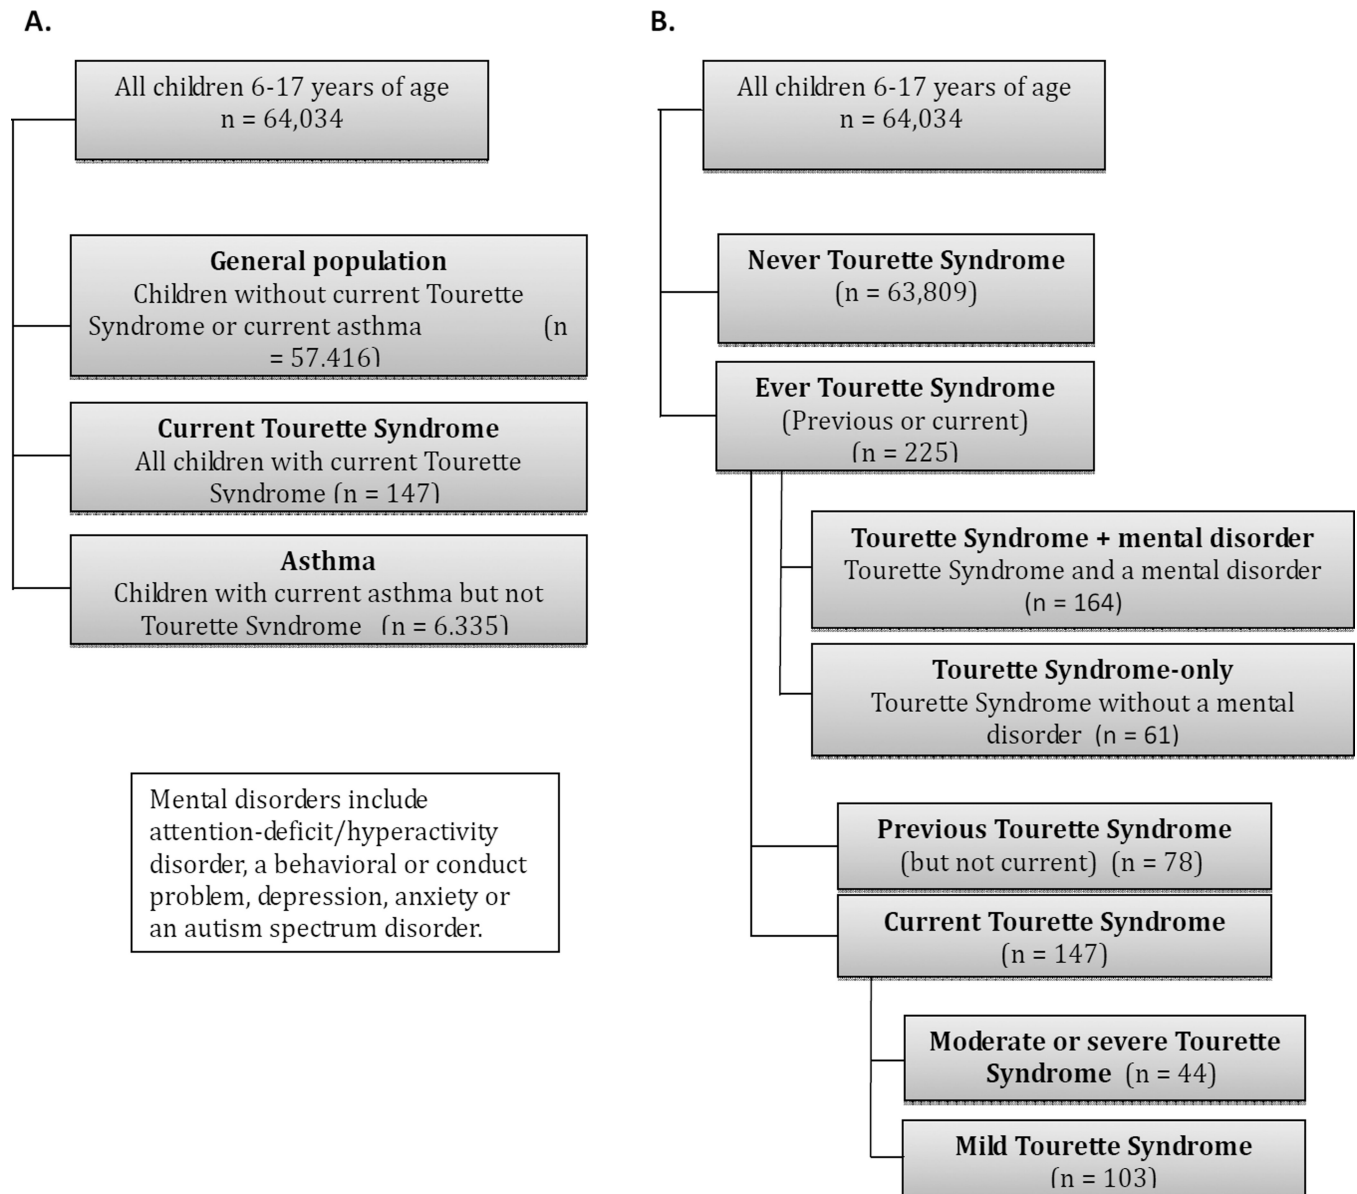 A.
All children 6-17 years of age
n = 64,034
General population
Children without current Tourette
Syndrome or current asthma (n
= 57.416)
Current Tourette Syndrome
All children with current Tourette
Syndrome (n = 147)
Asthma
Children with current asthma but not
Tourette Syndrome (n = 6.335)
Mental disorders include
attention-deficit/hyperactivity
disorder, a behavioral or conduct
problem, depression, anxiety or
an autism spectrum disorder.
B.
All children 6-17 years of age
n = 64,034
Never Tourette Syndrome
(n = 63,809)
Ever Tourette Syndrome
(Previous or current)
(n = 225)
Tourette Syndrome + mental disorder
Tourette Syndrome and a mental disorder
(n = 164)
Tourette Syndrome-only
Tourette Syndrome without a mental
disorder (n = 61)
Previous Tourette Syndrome
(but not current) (n = 78)
Current Tourette Syndrome
(n = 147)
Moderate or severe Tourette
Syndrome (n = 44)
Mild Tourette Syndrome
(n = 103)